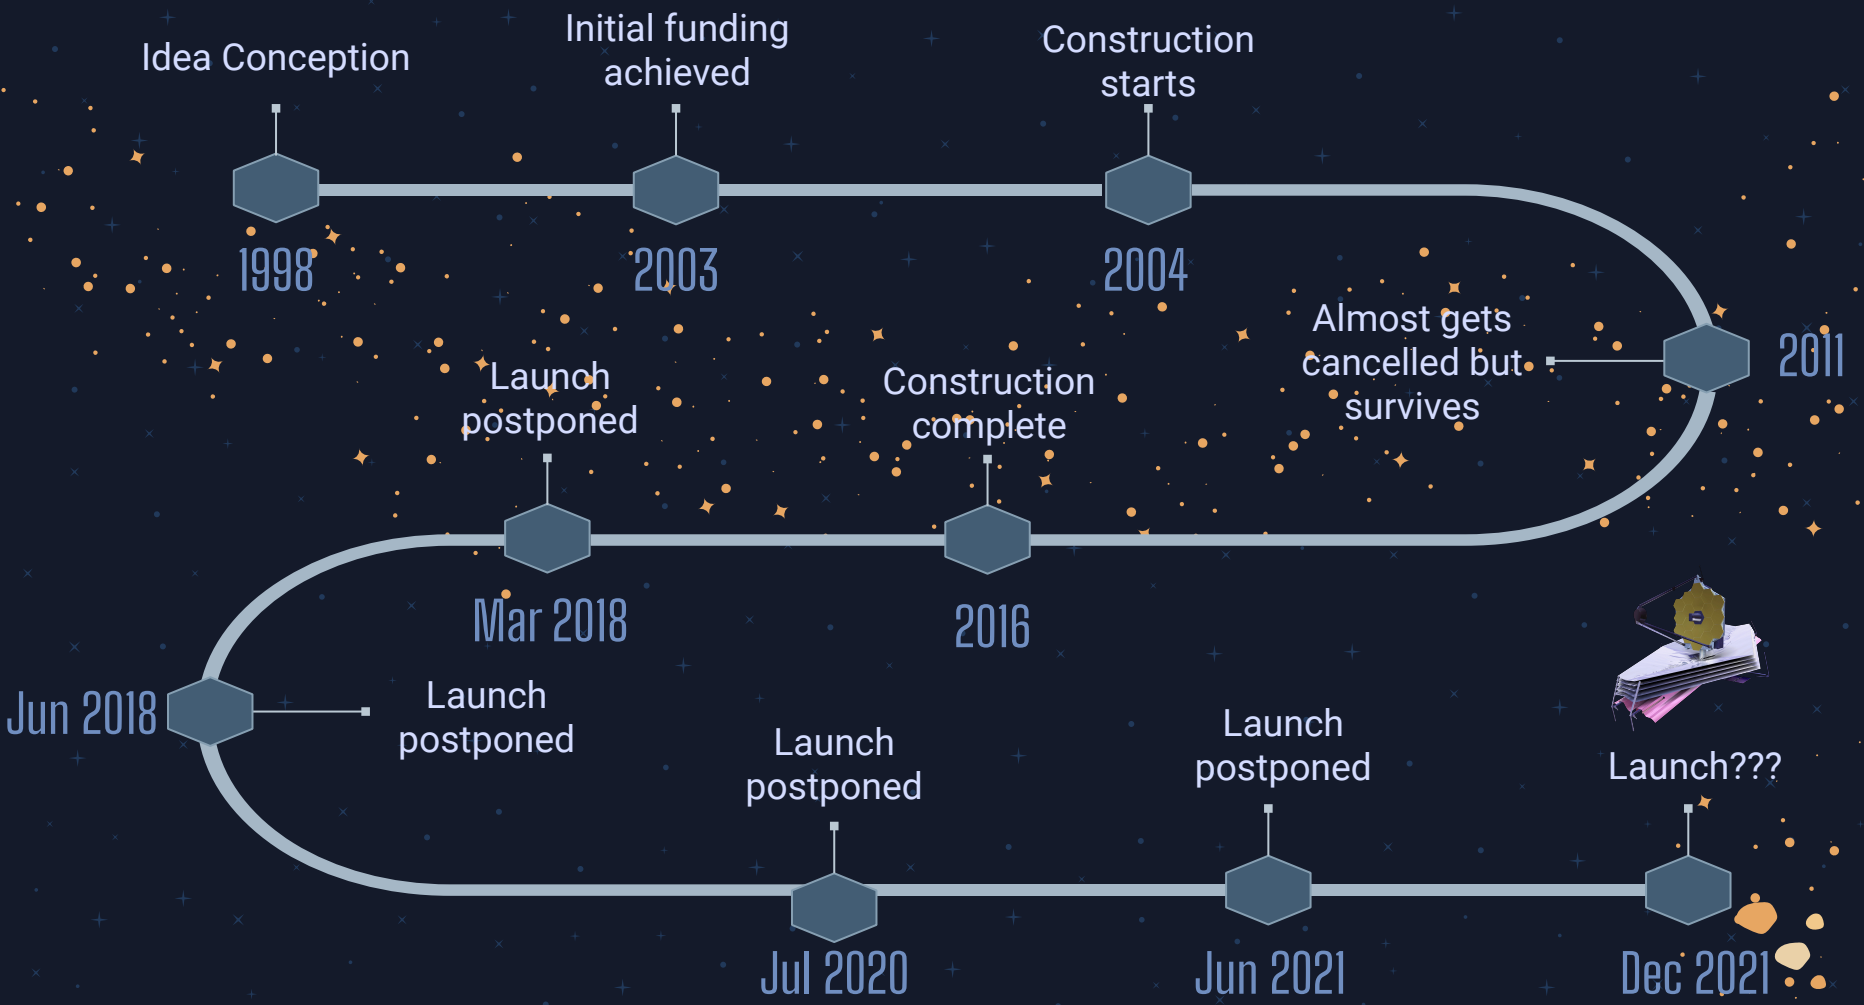 Idea Conception
1998
Initial funding
achieved
2003
Construction
starts
2004
Almost gets
cancelled but
survives
2011
Construction
complete
2016
Launch
postponed
Mar 2018
Jun 2018
Launch
postponed
Launch
postponed
Jul 2020
Launch
postponed
Jun 2021
Launch???
Dec 2021